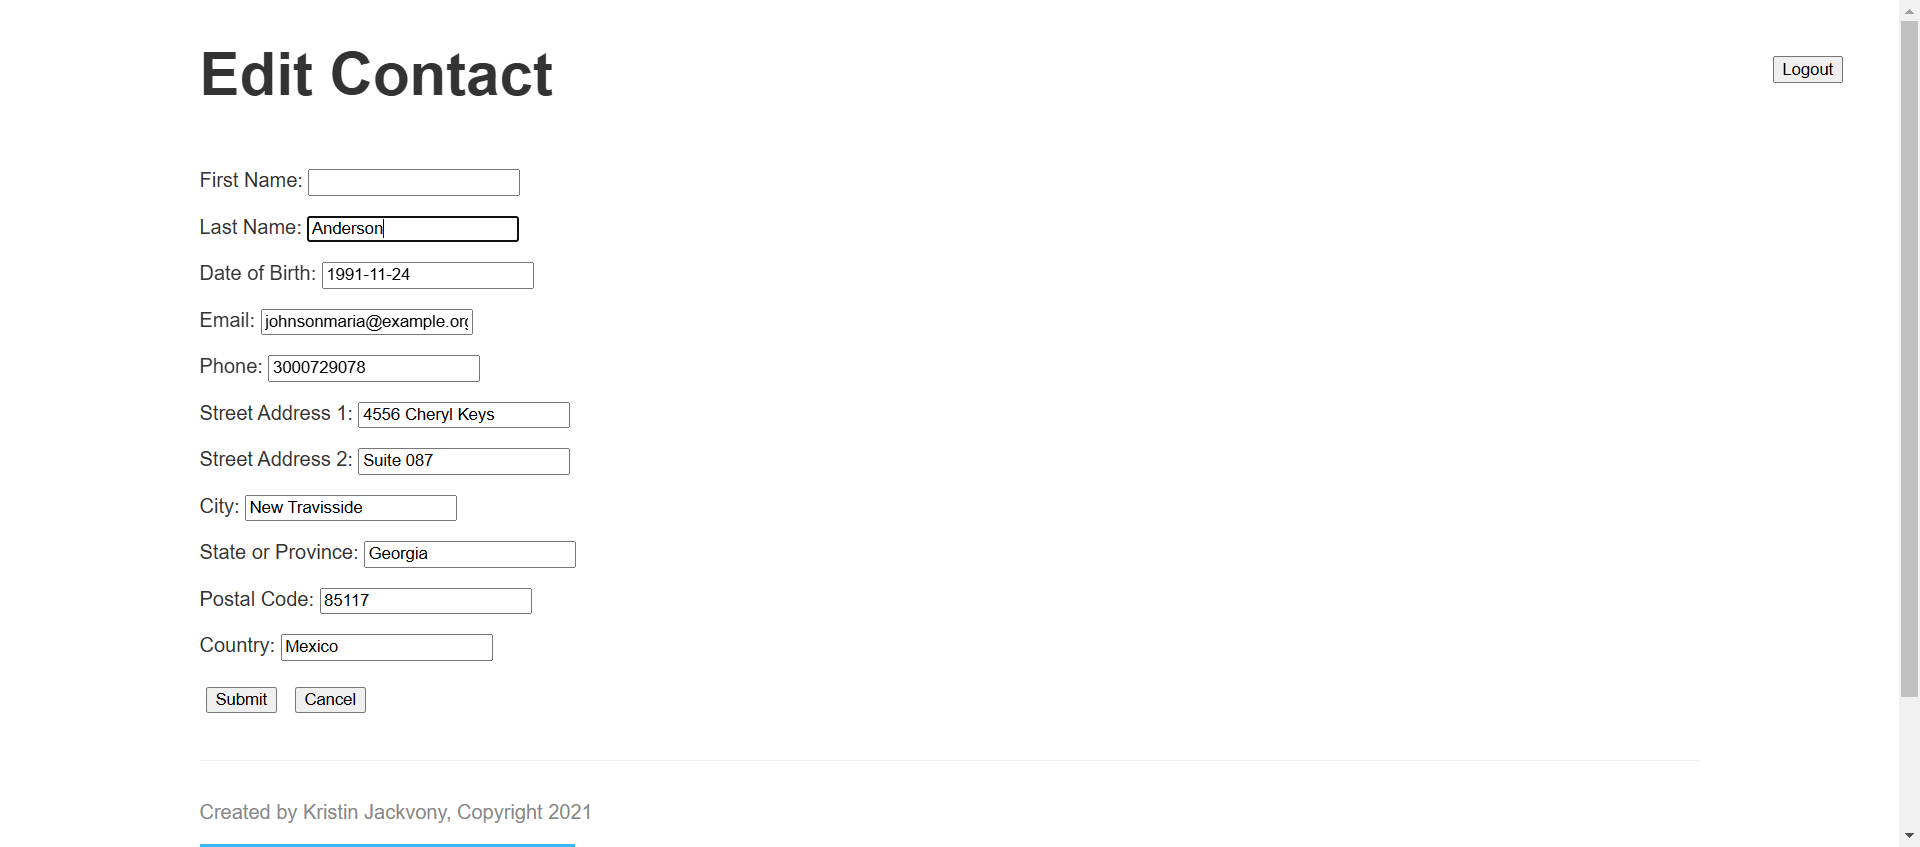 Edit Contact
Logout
First Name:
Last Name: Anderson
Date of Birth: 1991-11-24
Email: johnsonmaria@example.org
Phone: 3000729078
Street Address 1: 4556 Cheryl Keys
Street Address 2: Suite 087
City: New Travisside
State or Province: Georgia
Postal Code: 85117
Country: Mexico
Submit Cancel
Created by Kristin Jackvony, Copyright 2021